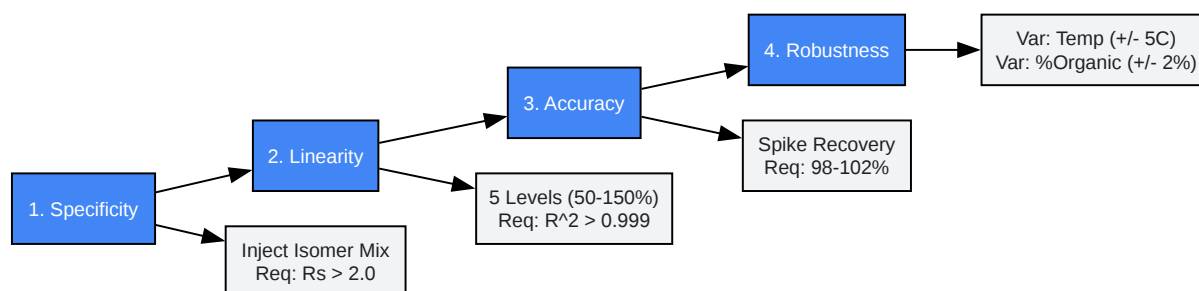 1. Specificity
Inject Isomer Mix
Req: Rs > 2.0
2. Linearity
5 Levels (50-150%)
Req: R^2 > 0.999
3. Accuracy
Spike Recovery
Req: 98-102%
4. Robustness
Var: Temp (+/- 5C)
Var: %Organic (+/- 2%)